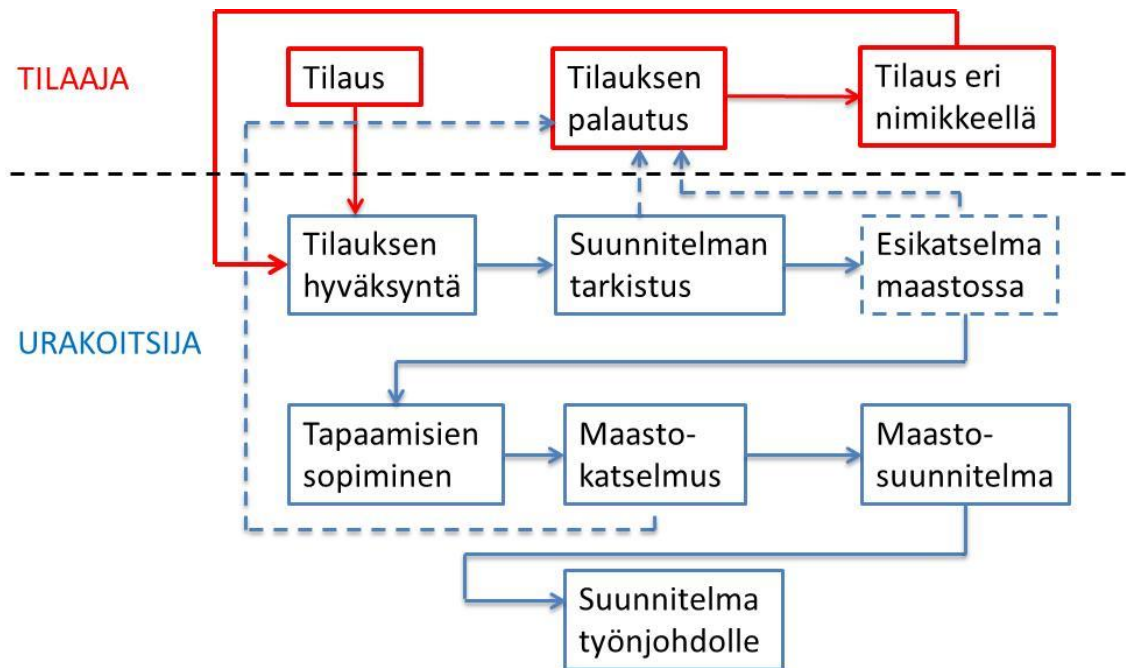 TILAAJA
Tilaus
Tilauksen
palautus
Tilaus eri
nimikkeellä
Tilauksen
hyväksyntä
Suunnitelman
tarkistus
Esikatselma
maastossa
URAKOITSIJA
Tapaamisien
sopiminen
Maasto-
katselmus
Maasto-
suunnitelma
Suunnitelma
työnjohdolle